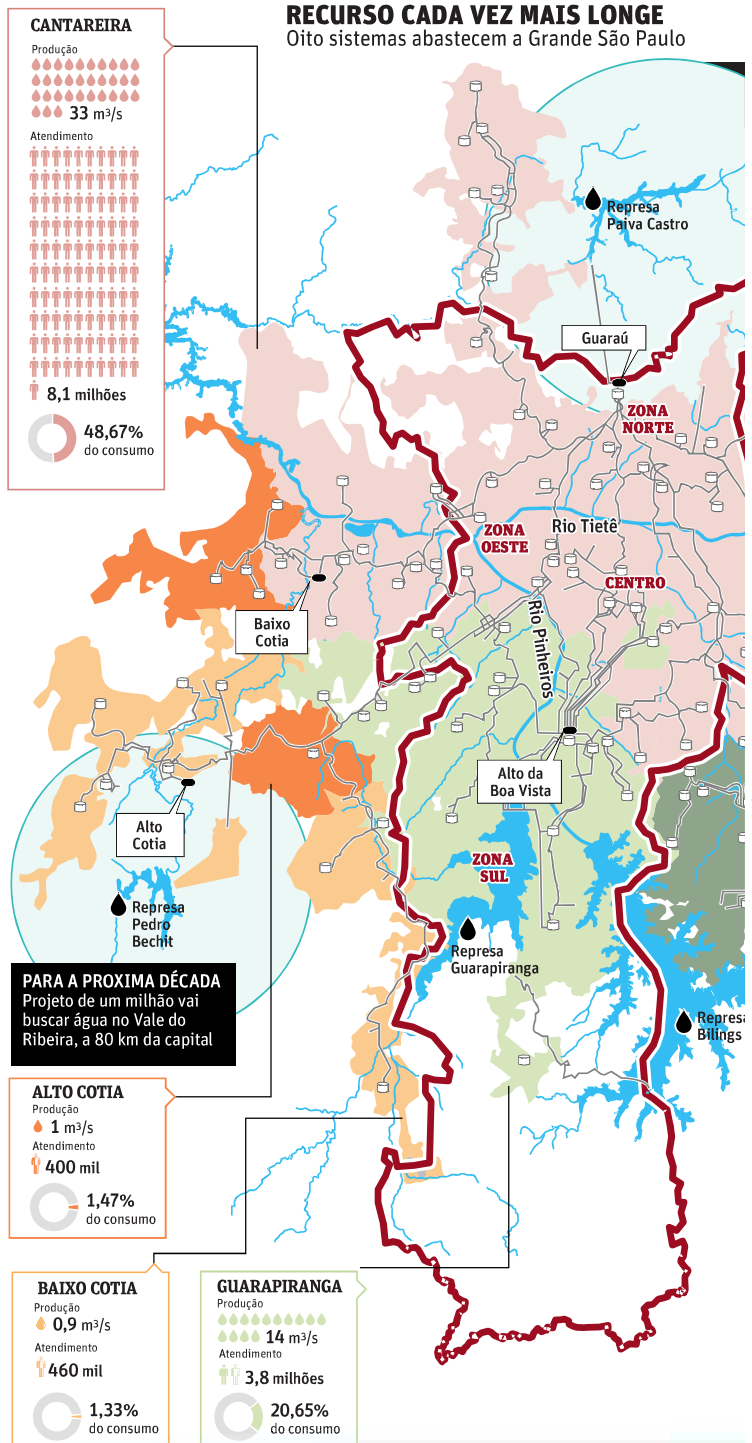 RECURSO CADA VEZ MAIS LONGE
Oito sistemas abastecem a Grande São Paulo
CANTAREIRA
Produção
33 m³/s
Atendimento
8,1 milhões
48,67%
do consumo
Represa
Paiva Castro
Guaraú
ZONA
NORTE
ZONA
OESTE
Rio Tietê
CENTRO
Baixo
Cotia
Rio Pinheiros
Alto da
Boa Vista
Alto
Cotia
ZONA
SUL
Represa
Pedro
Bechit
Represa
Guarapiranga
Represa
Bilings
PARA A PROXIMA DÉCADA
Projeto de um milhão vai
buscar água no Vale do
Ribeira, a 80 km da capital
ALTO COTIA
Produção
1 m³/s
Atendimento
400 mil
1,47%
do consumo
BAIXO COTIA
Produção
0,9 m³/s
Atendimento
460 mil
1,33%
do consumo
GUARAPIRANGA
Produção
14 m³/s
Atendimento
3,8 milhões
20,65%
do consumo